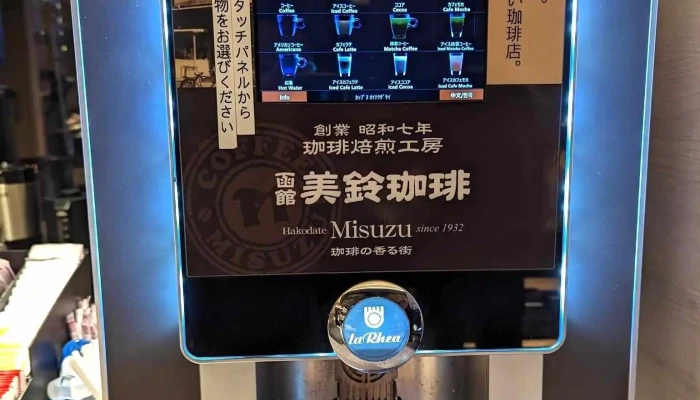 タッチパネルから
物をお選びください
い珈琲店。
コーヒー
Coffee
アイスコーヒー
Iced Coffee
ココア
Cocoa
カフェモカ
Cafe Mocha
アメリカンコーヒー
Americano
カフェラテ
Cafe Latte
抹茶コーヒー
Matcha Coffee
アイス抹茶コーヒー
Iced Matcha Coffee
お湯
Hot Water
アイスカフェラテ
Iced Cafe Latte
アイスココア
Iced Cocoa
アイスカフェモカ
Iced Cafe Mocha
Info
中文/한국
創業 昭和七年
珈琲焙煎工房
函館 美鈴珈琲
Hakodate Misuzu since 1932
珈琲の香る街
COFFEE
MISUZU
La Rhea